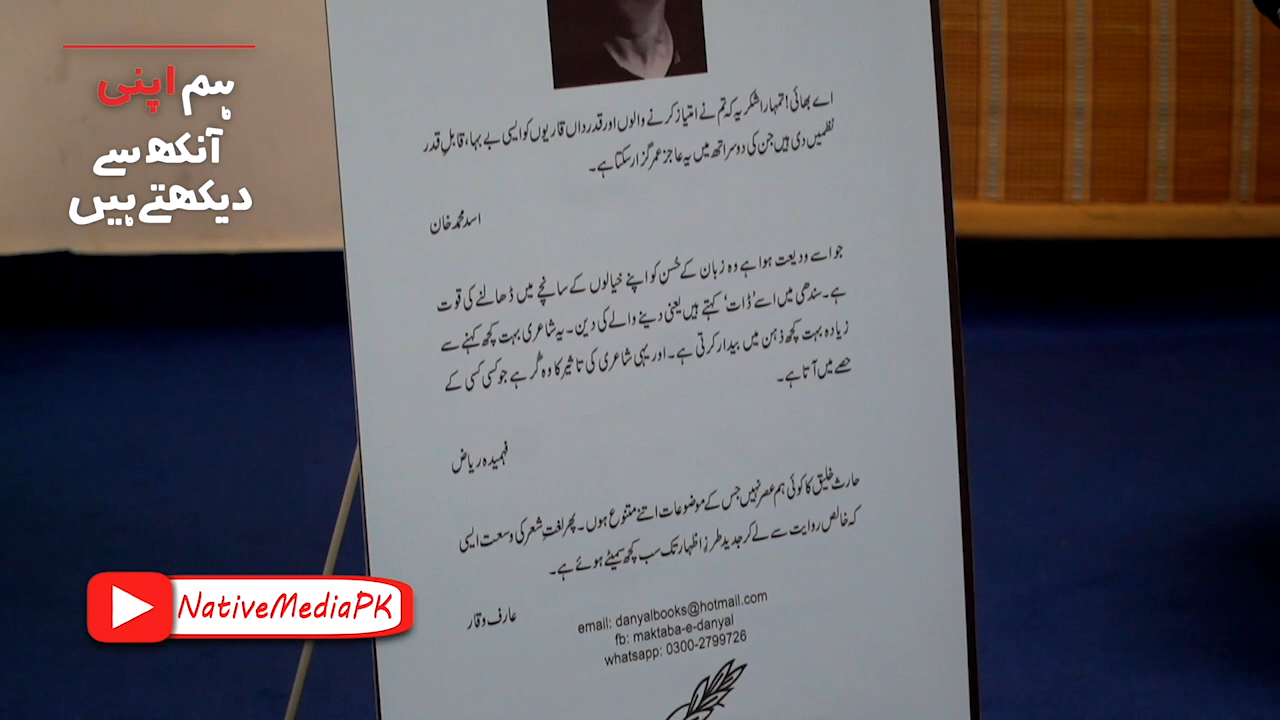 ہم اپنی
آنکھ سے
دیکھتے ہیں
اے بھائی! تمہارا شکریہ کہ تم نے امتیاز کرنے والوں اور قدرداں قاریوں کو ایسی بے بہا، قابلِ قدر
نظمیں دی ہیں جن کی دوسراتھ میں یہ عاجز عمر گزار سکتا ہے۔
اسد محمد خان
جو اسے ودیعت ہوا ہے وہ زبان کے حُسن کو اپنے خیالوں کے سانچے میں ڈھالنے کی قوت
ہے۔ سندھی میں اسے ’ڈات‘ کہتے ہیں یعنی دینے والے کی دین۔ یہ شاعری بہت کچھ کہنے سے
زیادہ بہت کچھ ذہن میں بیدار کرتی ہے۔ اور یہی شاعری کی تاثیر کا وہ گُر ہے جو کسی کسی کے
حصے میں آتا ہے۔
فہمیدہ ریاض
حارث خلیق کا کوئی ہم عصر نہیں جس کے موضوعات اتنے متنوع ہوں۔ پھر لغتِ شعر کی وسعت ایسی
کہ خالص روایت سے لے کر جدید طرزِ اظہار تک سب کچھ سمیٹے ہوئے ہے۔
عارف وقار
email: danyalbooks@hotmail.com
fb: maktaba-e-danyal
whatsapp: 0300-2799726
NativeMediaPK